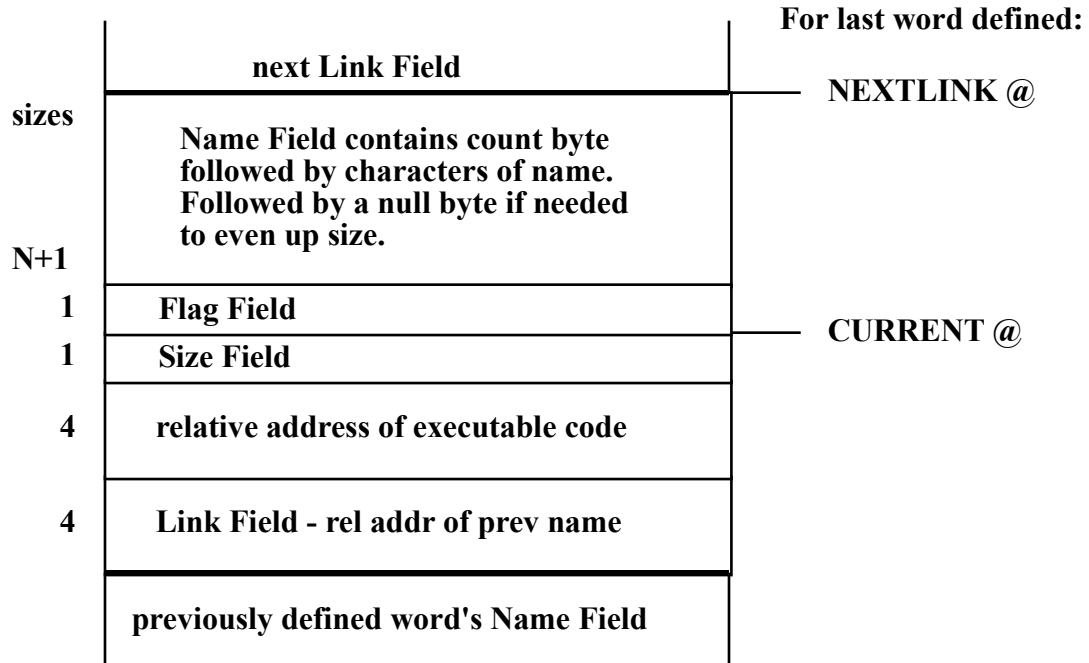 For last word defined:
next Link Field
NEXTLINK @
sizes
Name Field contains count byte
followed by characters of name.
Followed by a null byte if needed
to even up size.
N+1
1 Flag Field
CURRENT @
1 Size Field
4 relative address of executable code
4 Link Field - rel addr of prev name
previously defined word's Name Field